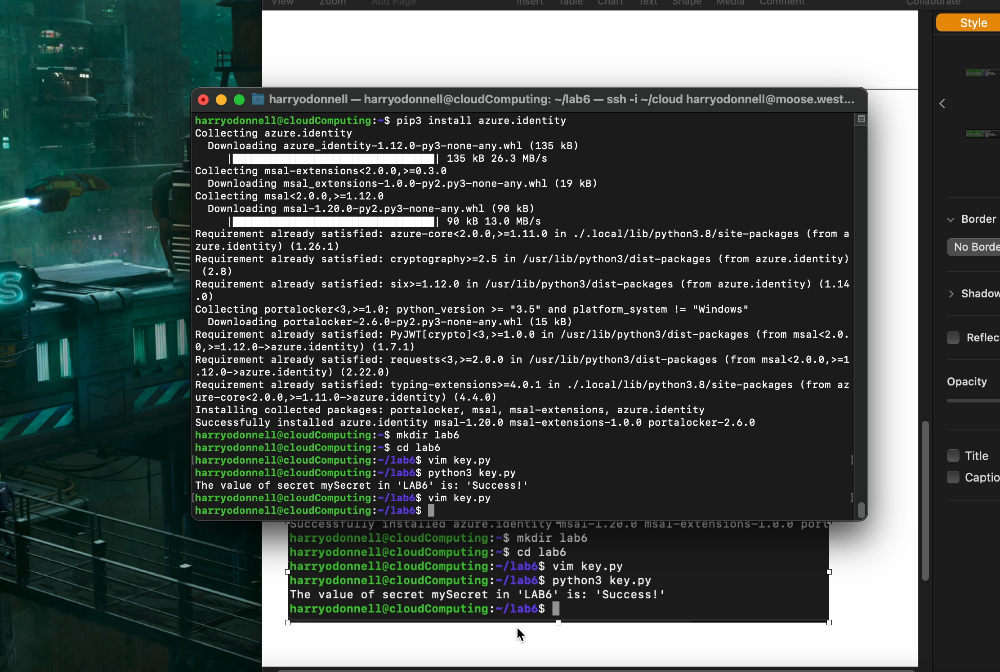 View Zoom Add Page Insert Table Chart Text Shape Media Comment Collaborate
Style
harryodonnell — harryodonnell@cloudComputing: ~/lab6 — ssh -i ~/cloud harryodonnell@moose.west...
harryodonnell@cloudComputing:~$ pip3 install azure.identity
Collecting azure.identity
  Downloading azure_identity-1.12.0-py3-none-any.whl (135 kB)
| 135 kB 26.3 MB/s
Collecting msal-extensions<2.0.0,>=0.3.0
  Downloading msal_extensions-1.0.0-py2.py3-none-any.whl (19 kB)
Collecting msal<2.0.0,>=1.12.0
  Downloading msal-1.20.0-py2.py3-none-any.whl (90 kB)
| 90 kB 13.0 MB/s
Requirement already satisfied: azure-core<2.0.0,>=1.11.0 in ./.local/lib/python3.8/site-packages (from a
zure.identity) (1.26.1)
Requirement already satisfied: cryptography>=2.5 in /usr/lib/python3/dist-packages (from azure.identity)
 (2.8)
Requirement already satisfied: six>=1.12.0 in /usr/lib/python3/dist-packages (from azure.identity) (1.14
.0)
Collecting portalocker<3,>=1.0; python_version >= "3.5" and platform_system != "Windows"
  Downloading portalocker-2.6.0-py2.py3-none-any.whl (15 kB)
Requirement already satisfied: PyJWT[crypto]<3,>=1.0.0 in /usr/lib/python3/dist-packages (from msal<2.0.
0,>=1.12.0->azure.identity) (1.7.1)
Requirement already satisfied: requests<3,>=2.0.0 in /usr/lib/python3/dist-packages (from msal<2.0.0,>=1
.12.0->azure.identity) (2.22.0)
Requirement already satisfied: typing-extensions>=4.0.1 in ./.local/lib/python3.8/site-packages (from az
ure-core<2.0.0,>=1.11.0->azure.identity) (4.4.0)
Installing collected packages: portalocker, msal, msal-extensions, azure.identity
Successfully installed azure.identity msal-1.20.0 msal-extensions-1.0.0 portalocker-2.6.0
harryodonnell@cloudComputing:~$ mkdir lab6
harryodonnell@cloudComputing:~$ cd lab6
[harryodonnell@cloudComputing:~/lab6$ vim key.py ]
harryodonnell@cloudComputing:~/lab6$ python3 key.py
The value of secret mySecret in 'LAB6' is: 'Success!'
[harryodonnell@cloudComputing:~/lab6$ vim key.py ]
harryodonnell@cloudComputing:~/lab6$
Successfully installed azure.identity msal-1.20.0 msal-extensions-1.0.0 port
harryodonnell@cloudComputing:~$ mkdir lab6
harryodonnell@cloudComputing:~$ cd lab6
harryodonnell@cloudComputing:~/lab6$ vim key.py
harryodonnell@cloudComputing:~/lab6$ python3 key.py
The value of secret mySecret in 'LAB6' is: 'Success!'
harryodonnell@cloudComputing:~/lab6$
Border
No Borde
Shadow
Reflec
Opacity
Title
Captio
E-POD
S